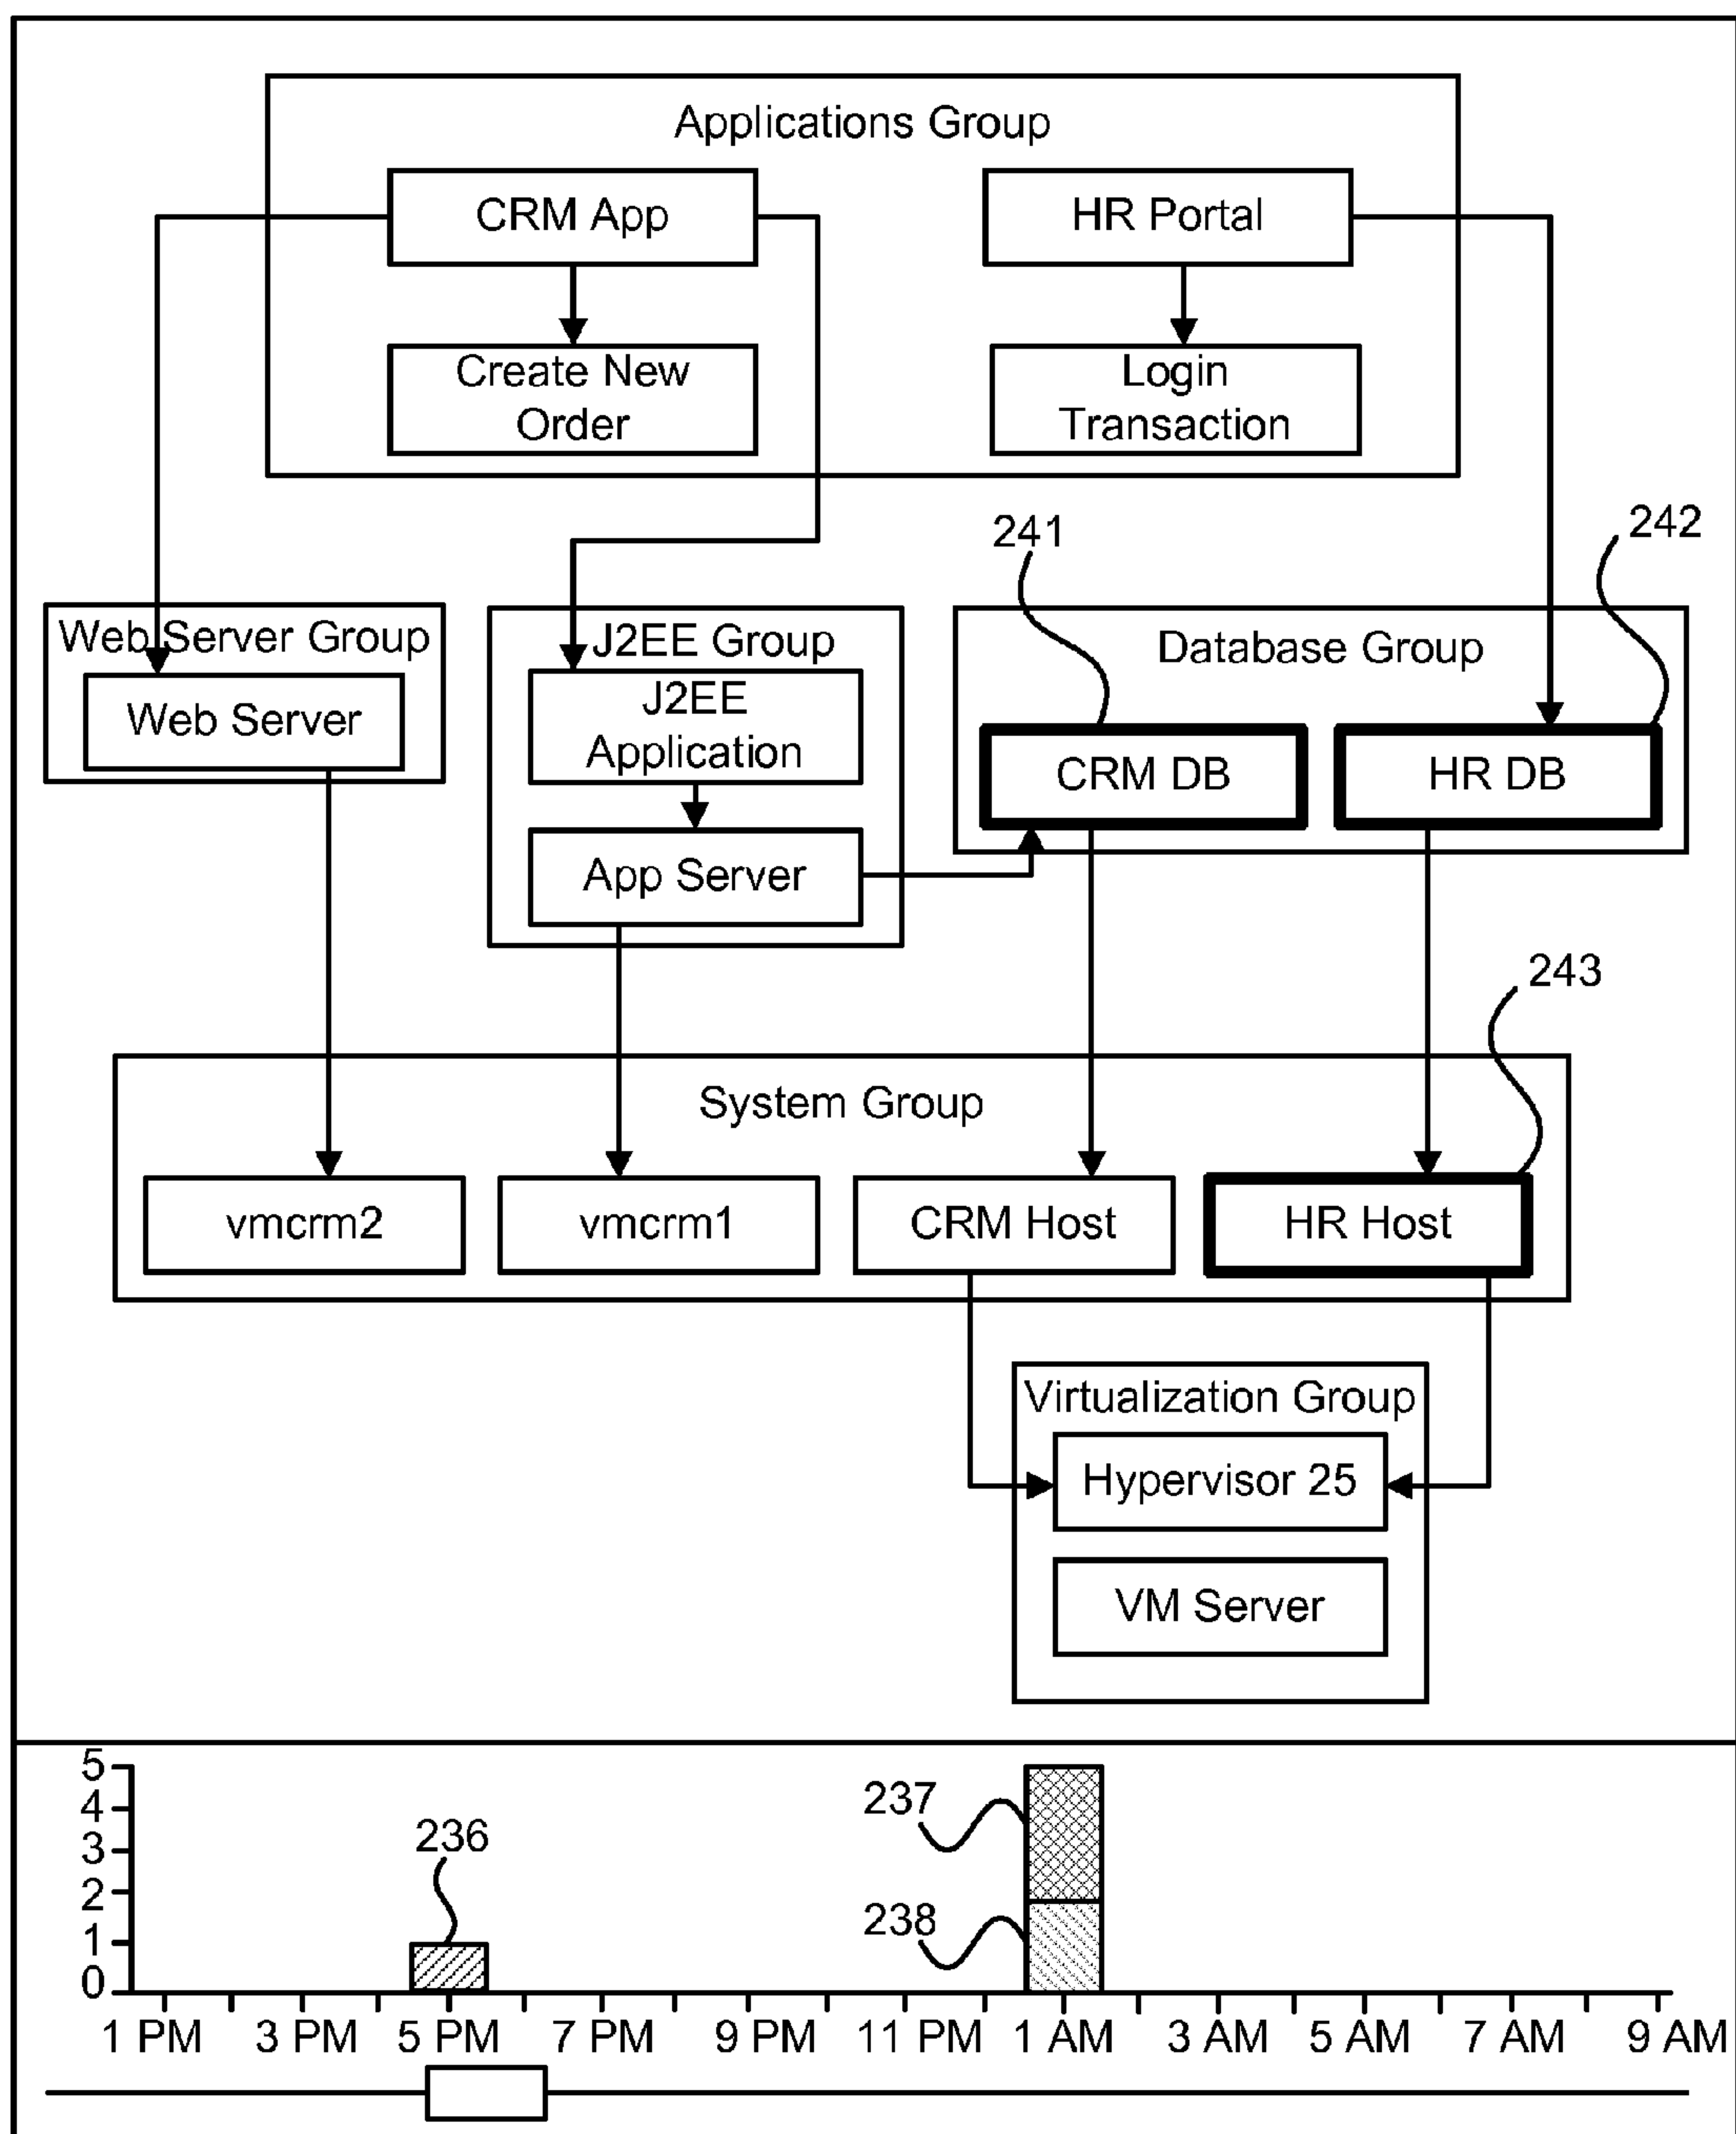 Applications Group
CRM App
HR Portal
Create New
Order
Login
Transaction
241
242
Web Server Group
Web Server
J2EE Group
J2EE
Application
App Server
Database Group
CRM DB
HR DB
243
System Group
vmcrm2
vmcrm1
CRM Host
HR Host
Virtualization Group
Hypervisor 25
VM Server
5
4
3
2
1
0
236
237
238
1 PM 3 PM 5 PM 7 PM 9 PM 11 PM 1 AM 3 AM 5 AM 7 AM 9 AM